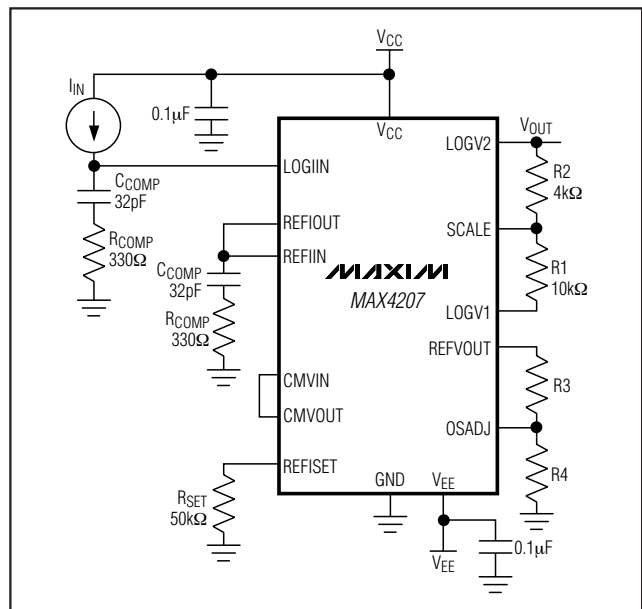 VCC
IIN
0.1µF
VCC
LOGV2
VOUT
R2
4kΩ
LOGIIN
CCOMP
32pF
REFIOUT
SCALE
RCOMP
330Ω
REFIIN
MAXIM
R1
10kΩ
CCOMP
32pF
MAX4207
LOGV1
RCOMP
330Ω
REFVOUT
R3
CMVIN
CMVOUT
OSADJ
REFISET
R4
RSET
50kΩ
GND
VEE
0.1µF
VEE